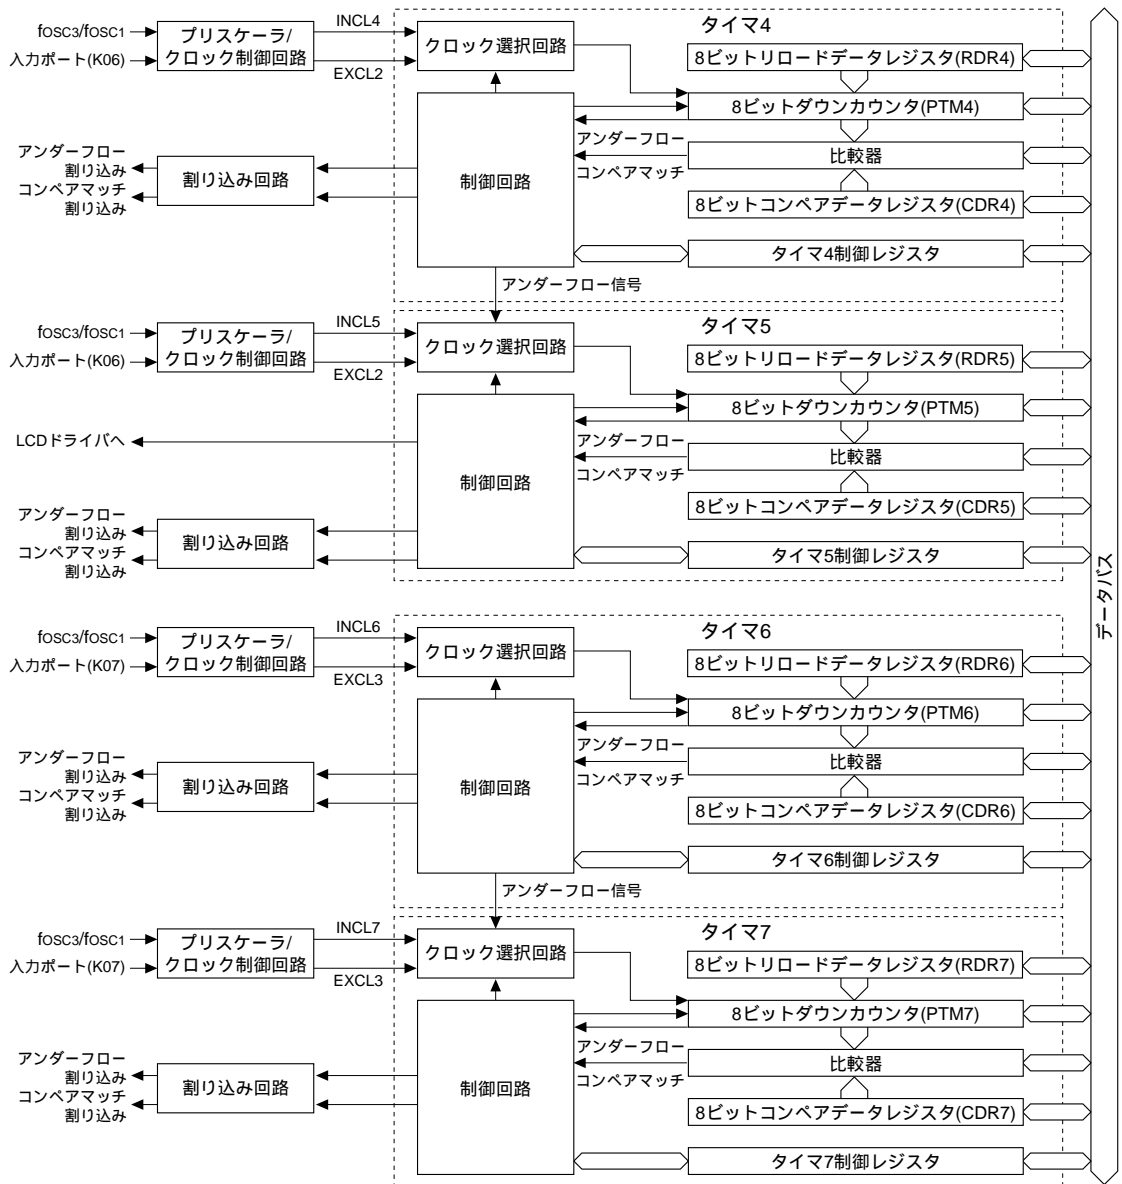 タイマ4
fOSC3/fOSC1
入力ポート(K06)
プリスケーラ/
クロック制御回路
INCL4
EXCL2
クロック選択回路
8ビットリロードデータレジスタ(RDR4)
8ビットダウンカウンタ(PTM4)
アンダーフロー
コンペアマッチ
比較器
アンダーフロー
割り込み
コンペアマッチ
割り込み
割り込み回路
制御回路
8ビットコンペアデータレジスタ(CDR4)
タイマ4制御レジスタ
アンダーフロー信号
タイマ5
fOSC3/fOSC1
入力ポート(K06)
プリスケーラ/
クロック制御回路
INCL5
EXCL2
クロック選択回路
8ビットリロードデータレジスタ(RDR5)
8ビットダウンカウンタ(PTM5)
LCDドライバへ
アンダーフロー
コンペアマッチ
比較器
制御回路
8ビットコンペアデータレジスタ(CDR5)
アンダーフロー
割り込み
コンペアマッチ
割り込み
割り込み回路
タイマ5制御レジスタ
データバス
タイマ6
fOSC3/fOSC1
入力ポート(K07)
プリスケーラ/
クロック制御回路
INCL6
EXCL3
クロック選択回路
8ビットリロードデータレジスタ(RDR6)
8ビットダウンカウンタ(PTM6)
アンダーフロー
コンペアマッチ
比較器
アンダーフロー
割り込み
コンペアマッチ
割り込み
割り込み回路
制御回路
8ビットコンペアデータレジスタ(CDR6)
タイマ6制御レジスタ
アンダーフロー信号
タイマ7
fOSC3/fOSC1
入力ポート(K07)
プリスケーラ/
クロック制御回路
INCL7
EXCL3
クロック選択回路
8ビットリロードデータレジスタ(RDR7)
8ビットダウンカウンタ(PTM7)
アンダーフロー
コンペアマッチ
比較器
アンダーフロー
割り込み
コンペアマッチ
割り込み
割り込み回路
制御回路
8ビットコンペアデータレジスタ(CDR7)
タイマ7制御レジスタ